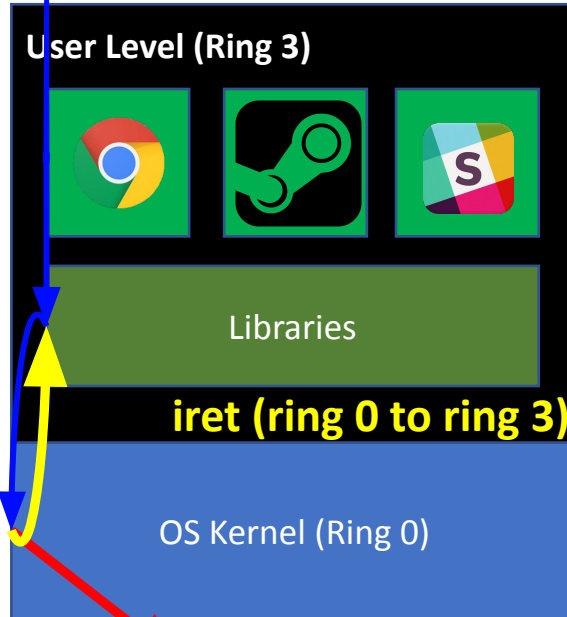 User Level (Ring 3)
S
Libraries
iret (ring 0 to ring 3)
OS Kernel (Ring 0)